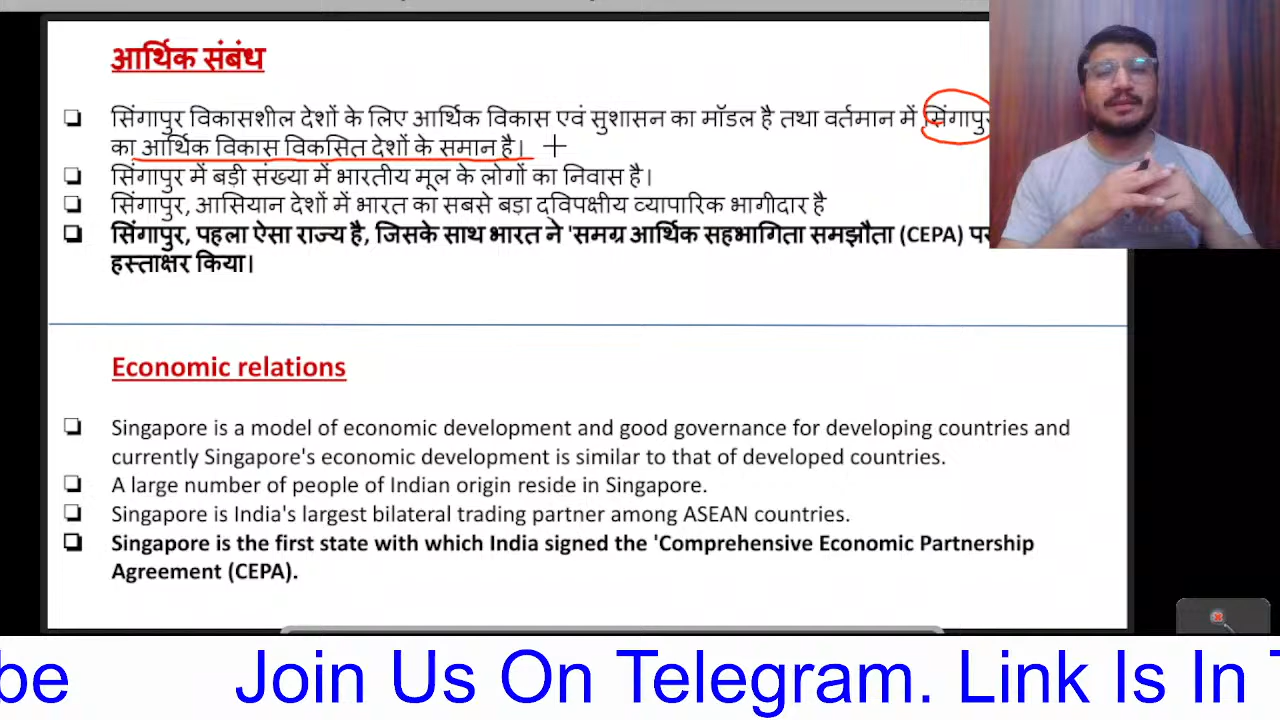 आर्थिक संबंध
❑ सिंगापुर विकासशील देशों के लिए आर्थिक विकास एवं सुशासन का मॉडल है तथा वर्तमान में सिंगापुर
का आर्थिक विकास विकसित देशों के समान है।
❑ सिंगापुर में बड़ी संख्या में भारतीय मूल के लोगों का निवास है।
❑ सिंगापुर, आसियान देशों में भारत का सबसे बड़ा दविपक्षीय व्यापारिक भागीदार है
❑ सिंगापुर, पहला ऐसा राज्य है, जिसके साथ भारत ने 'समग्र आर्थिक सहभागिता समझौता (CEPA) पर
हस्ताक्षर किया।
Economic relations
❑ Singapore is a model of economic development and good governance for developing countries and
currently Singapore's economic development is similar to that of developed countries.
❑ A large number of people of Indian origin reside in Singapore.
❑ Singapore is India's largest bilateral trading partner among ASEAN countries.
❑ Singapore is the first state with which India signed the 'Comprehensive Economic Partnership
Agreement (CEPA).
be Join Us On Telegram. Link Is In